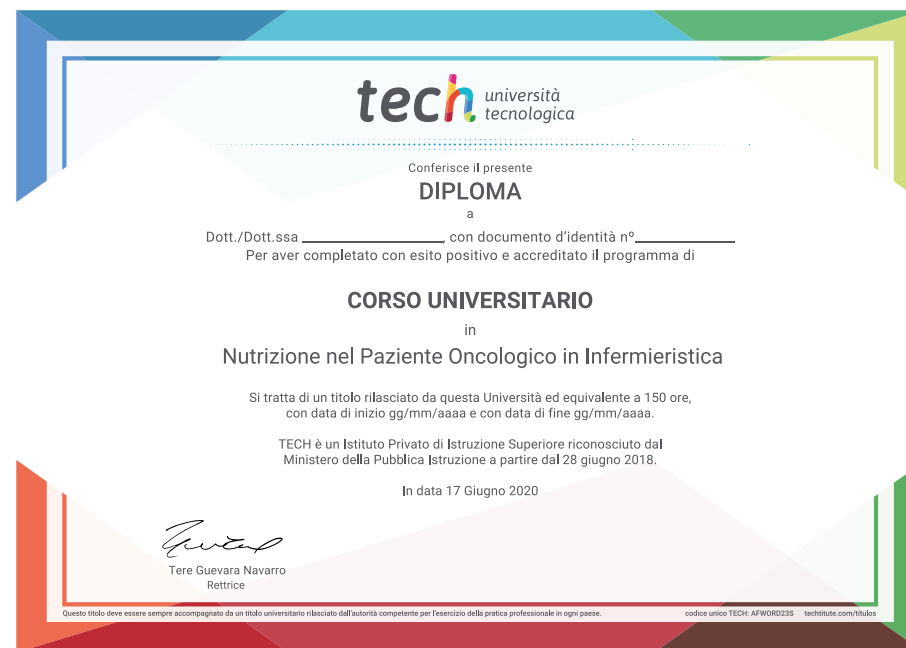 tech università
tecnologica
Conferisce il presente
DIPLOMA
a
Dott./Dott.ssa ________________, con documento d'identità nº____________
Per aver completato con esito positivo e accreditato il programma di
CORSO UNIVERSITARIO
in
Nutrizione nel Paziente Oncologico in Infermieristica
Si tratta di un titolo rilasciato da questa Università ed equivalente a 150 ore,
con data di inizio gg/mm/aaaa e con data di fine gg/mm/aaaa.
TECH è un Istituto Privato di Istruzione Superiore riconosciuto dal
Ministero della Pubblica Istruzione a partire dal 28 giugno 2018.
In data 17 Giugno 2020
Tere Guevara Navarro
Rettrice
Questo titolo deve essere sempre accompagnato da un titolo universitario rilasciato dall'autorità competente per l'esercizio della pratica professionale in ogni paese. codice unico TECH: AFWORD23S techtitute.com/títulos